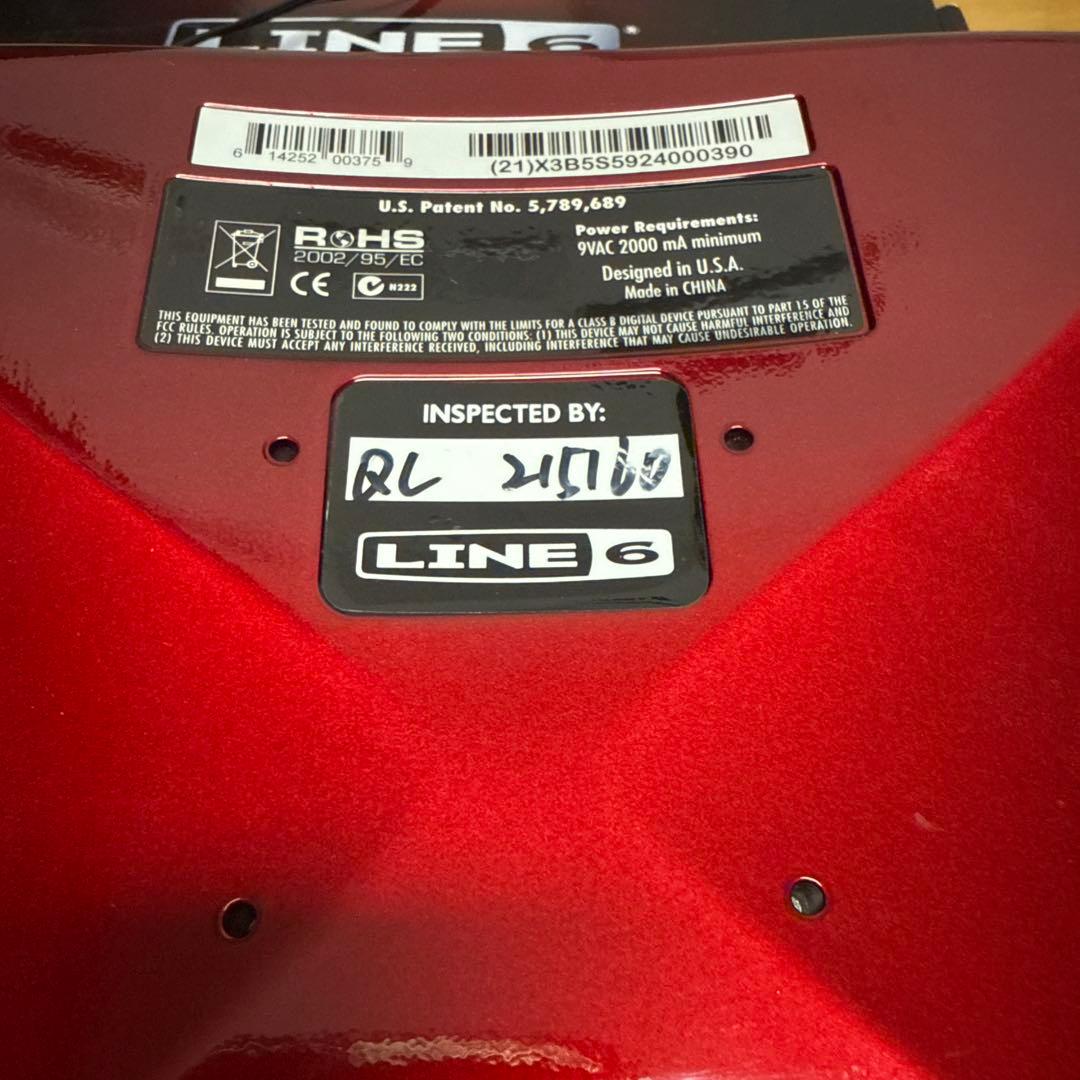 LINE 6
6 14252 00375 9
(21)X3B5S5924000390
U.S. Patent No. 5,789,689
RoHS
2002/95/EC
CE N222
Power Requirements:
9VAC 2000 mA minimum
Designed in U.S.A.
Made in CHINA
THIS EQUIPMENT HAS BEEN TESTED AND FOUND TO COMPLY WITH THE LIMITS FOR A CLASS B DIGITAL DEVICE PURSUANT TO PART 15 OF THE
FCC RULES. OPERATION IS SUBJECT TO THE FOLLOWING TWO CONDITIONS: (1) THIS DEVICE MAY NOT CAUSE HARMFUL INTERFERENCE AND
(2) THIS DEVICE MUST ACCEPT ANY INTERFERENCE RECEIVED, INCLUDING INTERFERENCE THAT MAY CAUSE UNDESIRABLE OPERATION.
INSPECTED BY:
QC
LINE 6